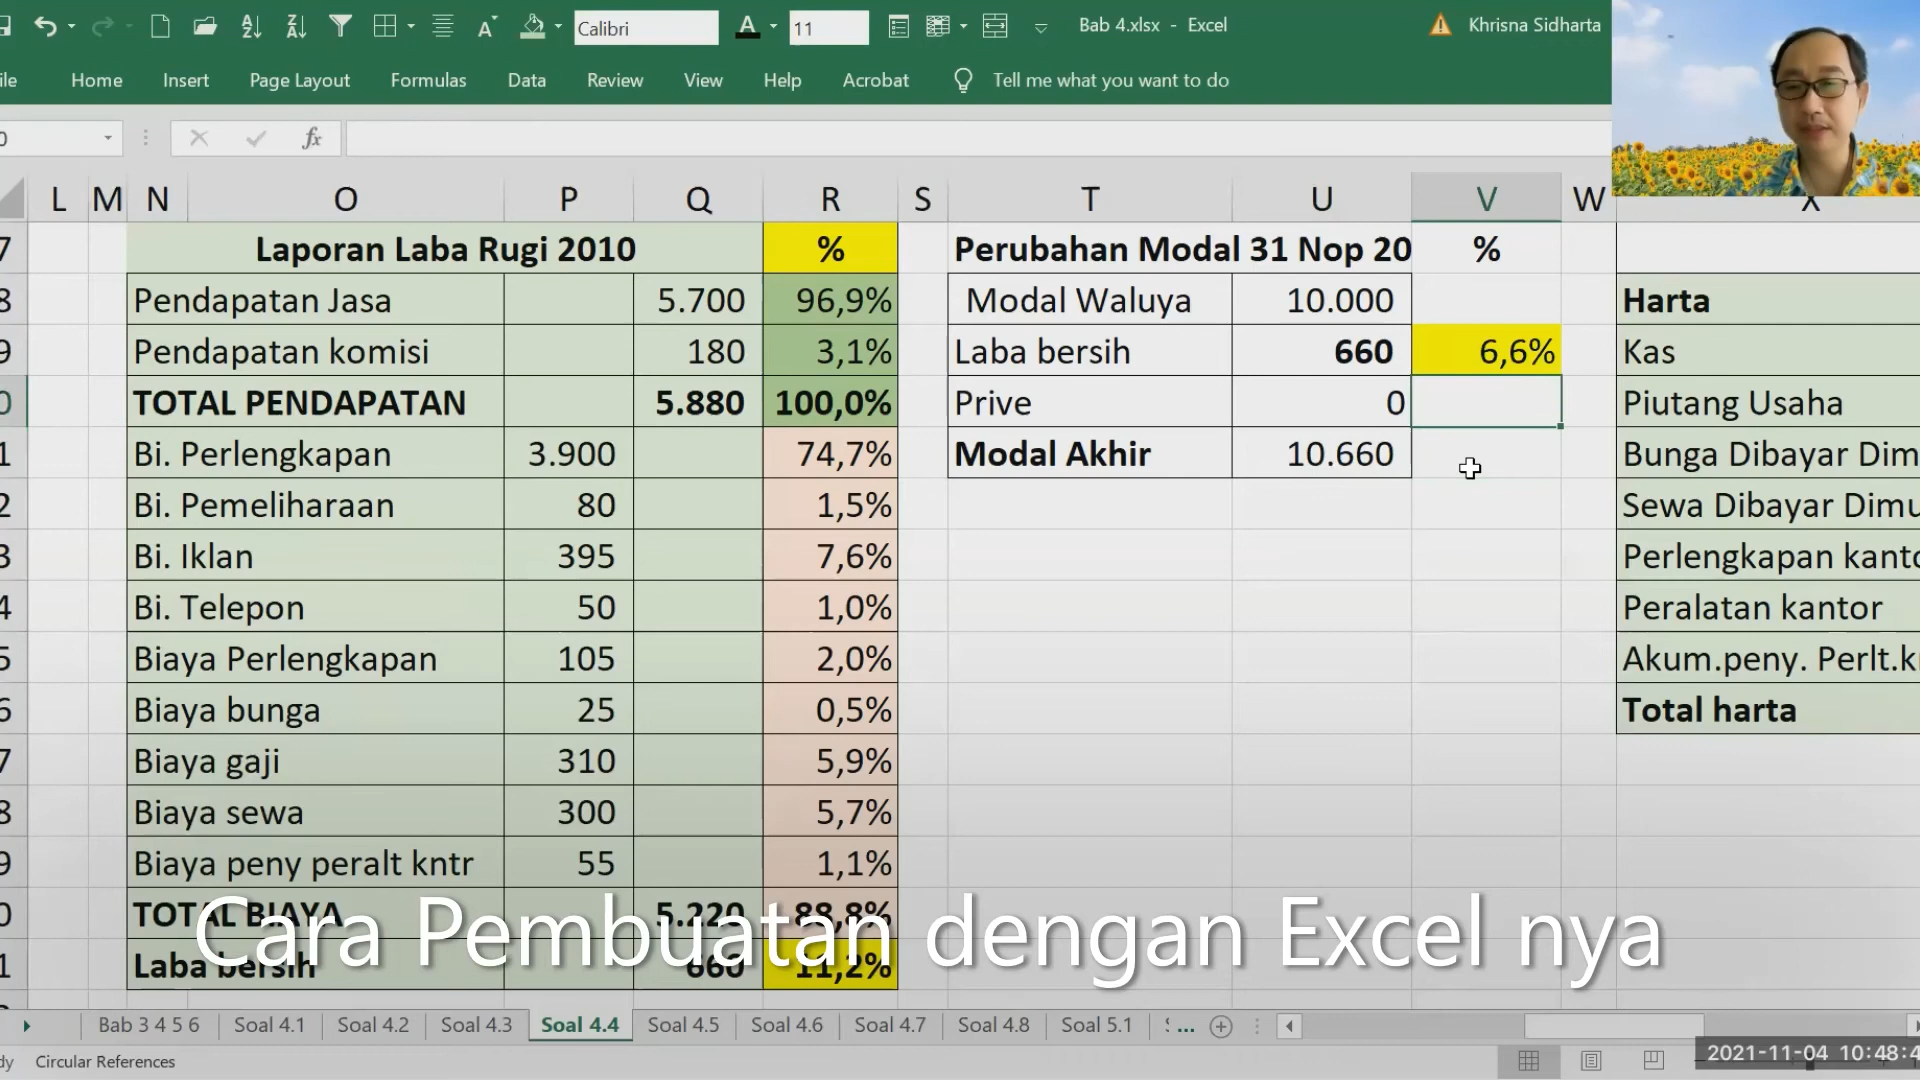 Calibri
A
11
Bab 4.xlsx - Excel
Khrisna Sidharta
Home Insert Page Layout Formulas Data Review View Help Acrobat Tell me what you want to do
fx
L M N O P Q R S T U V W X
Laporan Laba Rugi 2010 % Perubahan Modal 31 Nop 20 %
Pendapatan Jasa 5.700 96,9% Modal Waluya 10.000 Harta
Pendapatan komisi 180 3,1% Laba bersih 660 6,6% Kas
TOTAL PENDAPATAN 5.880 100,0% Prive 0 Piutang Usaha
Bi. Perlengkapan 3.900 74,7% Modal Akhir 10.660 Bunga Dibayar Dim
Bi. Pemeliharaan 80 1,5% Sewa Dibayar Dimu
Bi. Iklan 395 7,6% Perlengkapan kanto
Bi. Telepon 50 1,0% Peralatan kantor
Biaya Perlengkapan 105 2,0% Akum.peny. Perlt.k
Biaya bunga 25 0,5% Total harta
Biaya gaji 310 5,9%
Biaya sewa 300 5,7%
Biaya peny peralt kntr 55 1,1%
TOTAL BIAYA 5.220 88,8%
Cara Pembuatan dengan Excel nya
Laba bersih 660 11,2%
Bab 3 4 5 6 Soal 4.1 Soal 4.2 Soal 4.3 Soal 4.4 Soal 4.5 Soal 4.6 Soal 4.7 Soal 4.8 Soal 5.1 ...
Circular References
2021-11-04 10:48:4